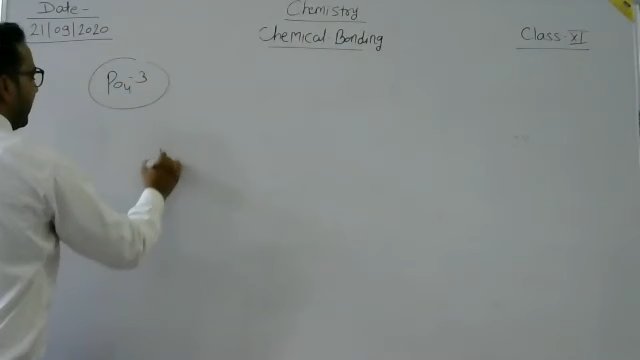 Date-
21/09/2020
Chemistry
Chemical Bonding
Class-XI
PO₄⁻³